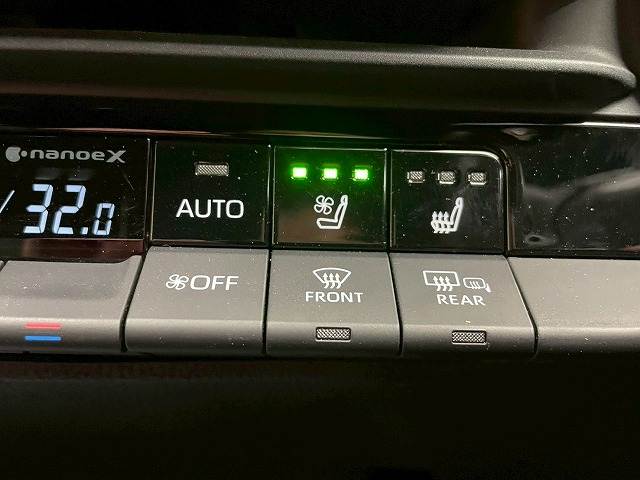 nanoeX
32.0
AUTO
OFF
FRONT
REAR